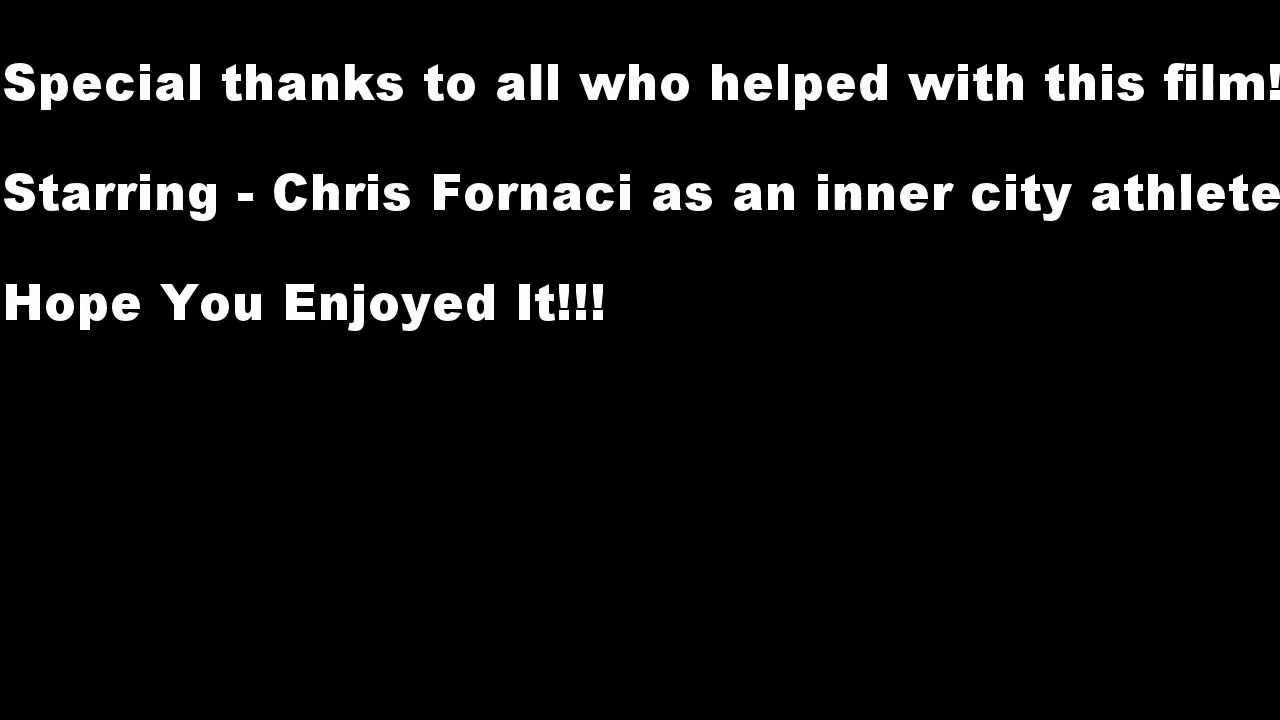 Special thanks to all who helped with this film!
Starring - Chris Fornaci as an inner city athlete
Hope You Enjoyed It!!!